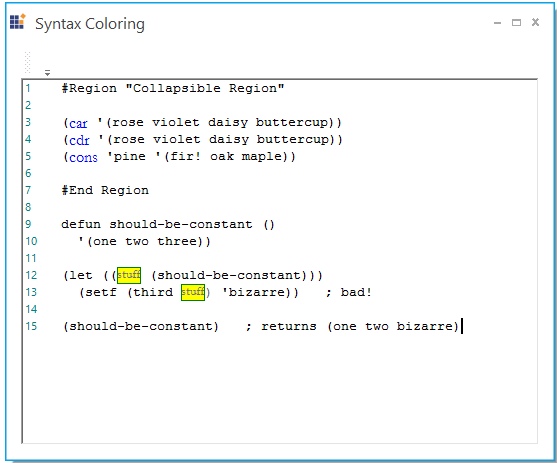 Syntax Coloring
1 #Region "Collapsible Region"
2
3 (car '(rose violet daisy buttercup))
4 (cdr '(rose violet daisy buttercup))
5 (cons 'pine '(fir! oak maple))
6
7 #End Region
8
9 defun should-be-constant ()
10 '(one two three))
11
12 (let ((stuff (should-be-constant)))
13 (setf (third stuff) 'bizarre)) ; bad!
14
15 (should-be-constant) ; returns (one two bizarre)